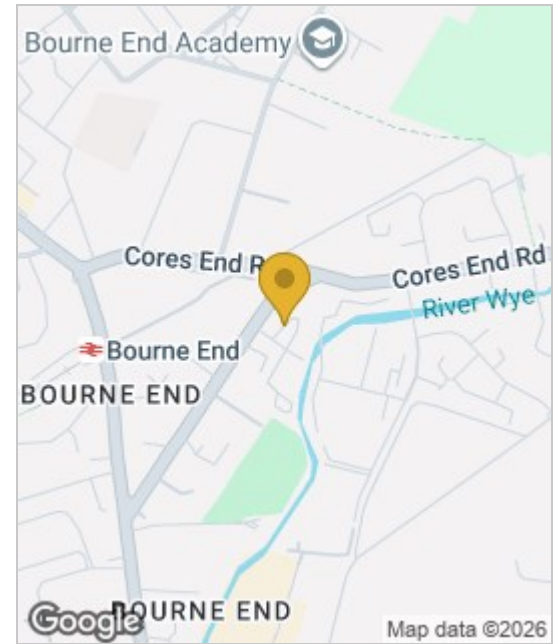 Bourne End Academy
Cores End R
Cores End Rd
River Wye
Bourne End
BOURNE END
BOURNE END
Google
Map data ©2026